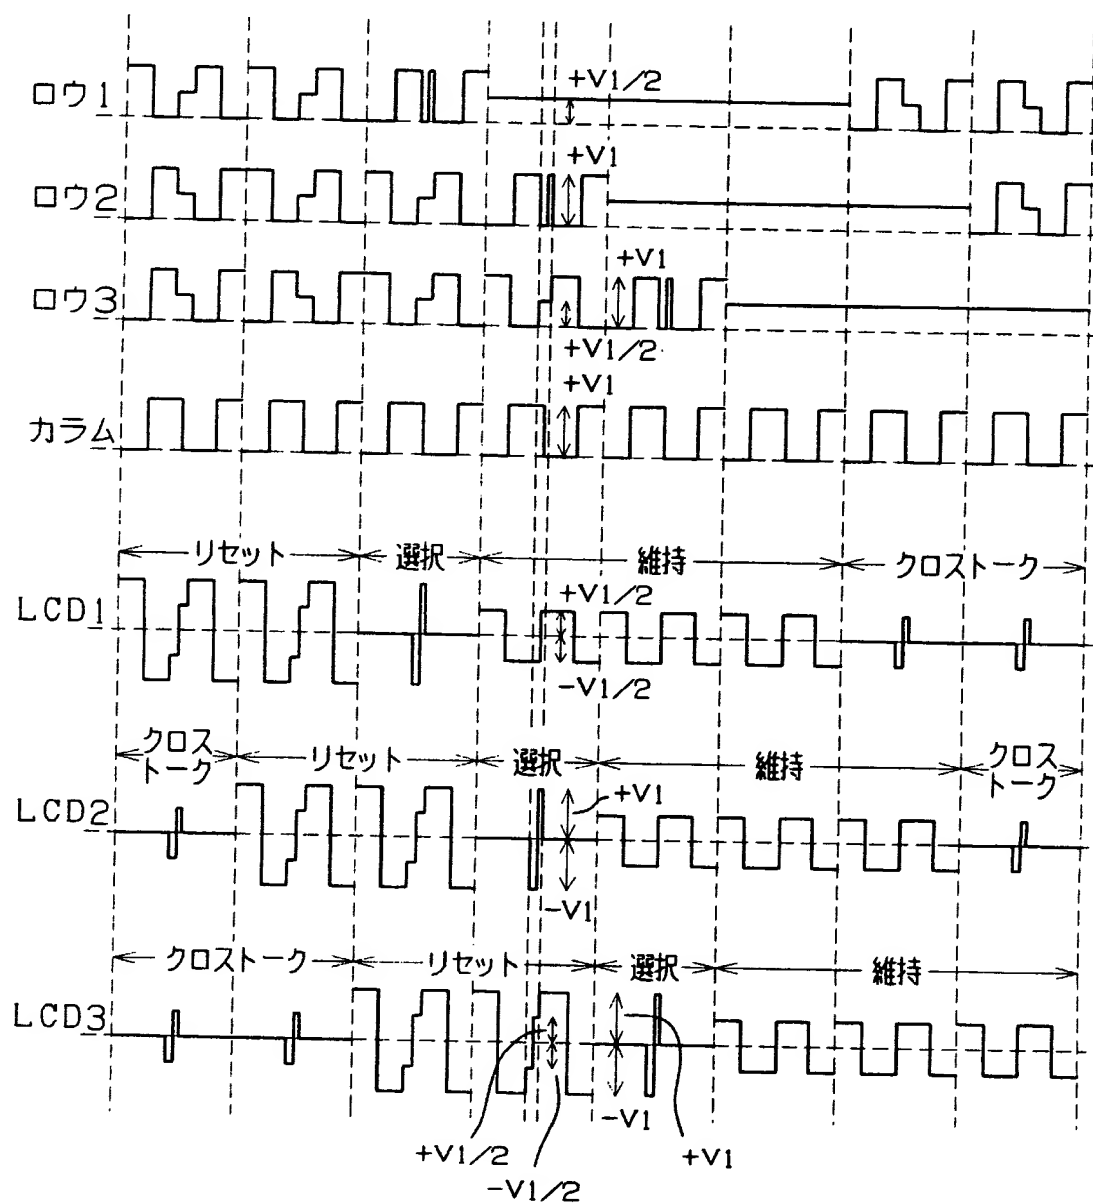 ロウ1
+V1/2
ロウ2
+V1
ロウ3
+V1
+V1/2
カラム
+V1
リセット
選択
維持
クロストーク
LCD1
+V1/2
-V1/2
クロス
トーク
リセット
選択
維持
クロス
トーク
LCD2
+V1
-V1
クロストーク
リセット
選択
維持
LCD3
-V1
+V1/2
+V1
-V1/2